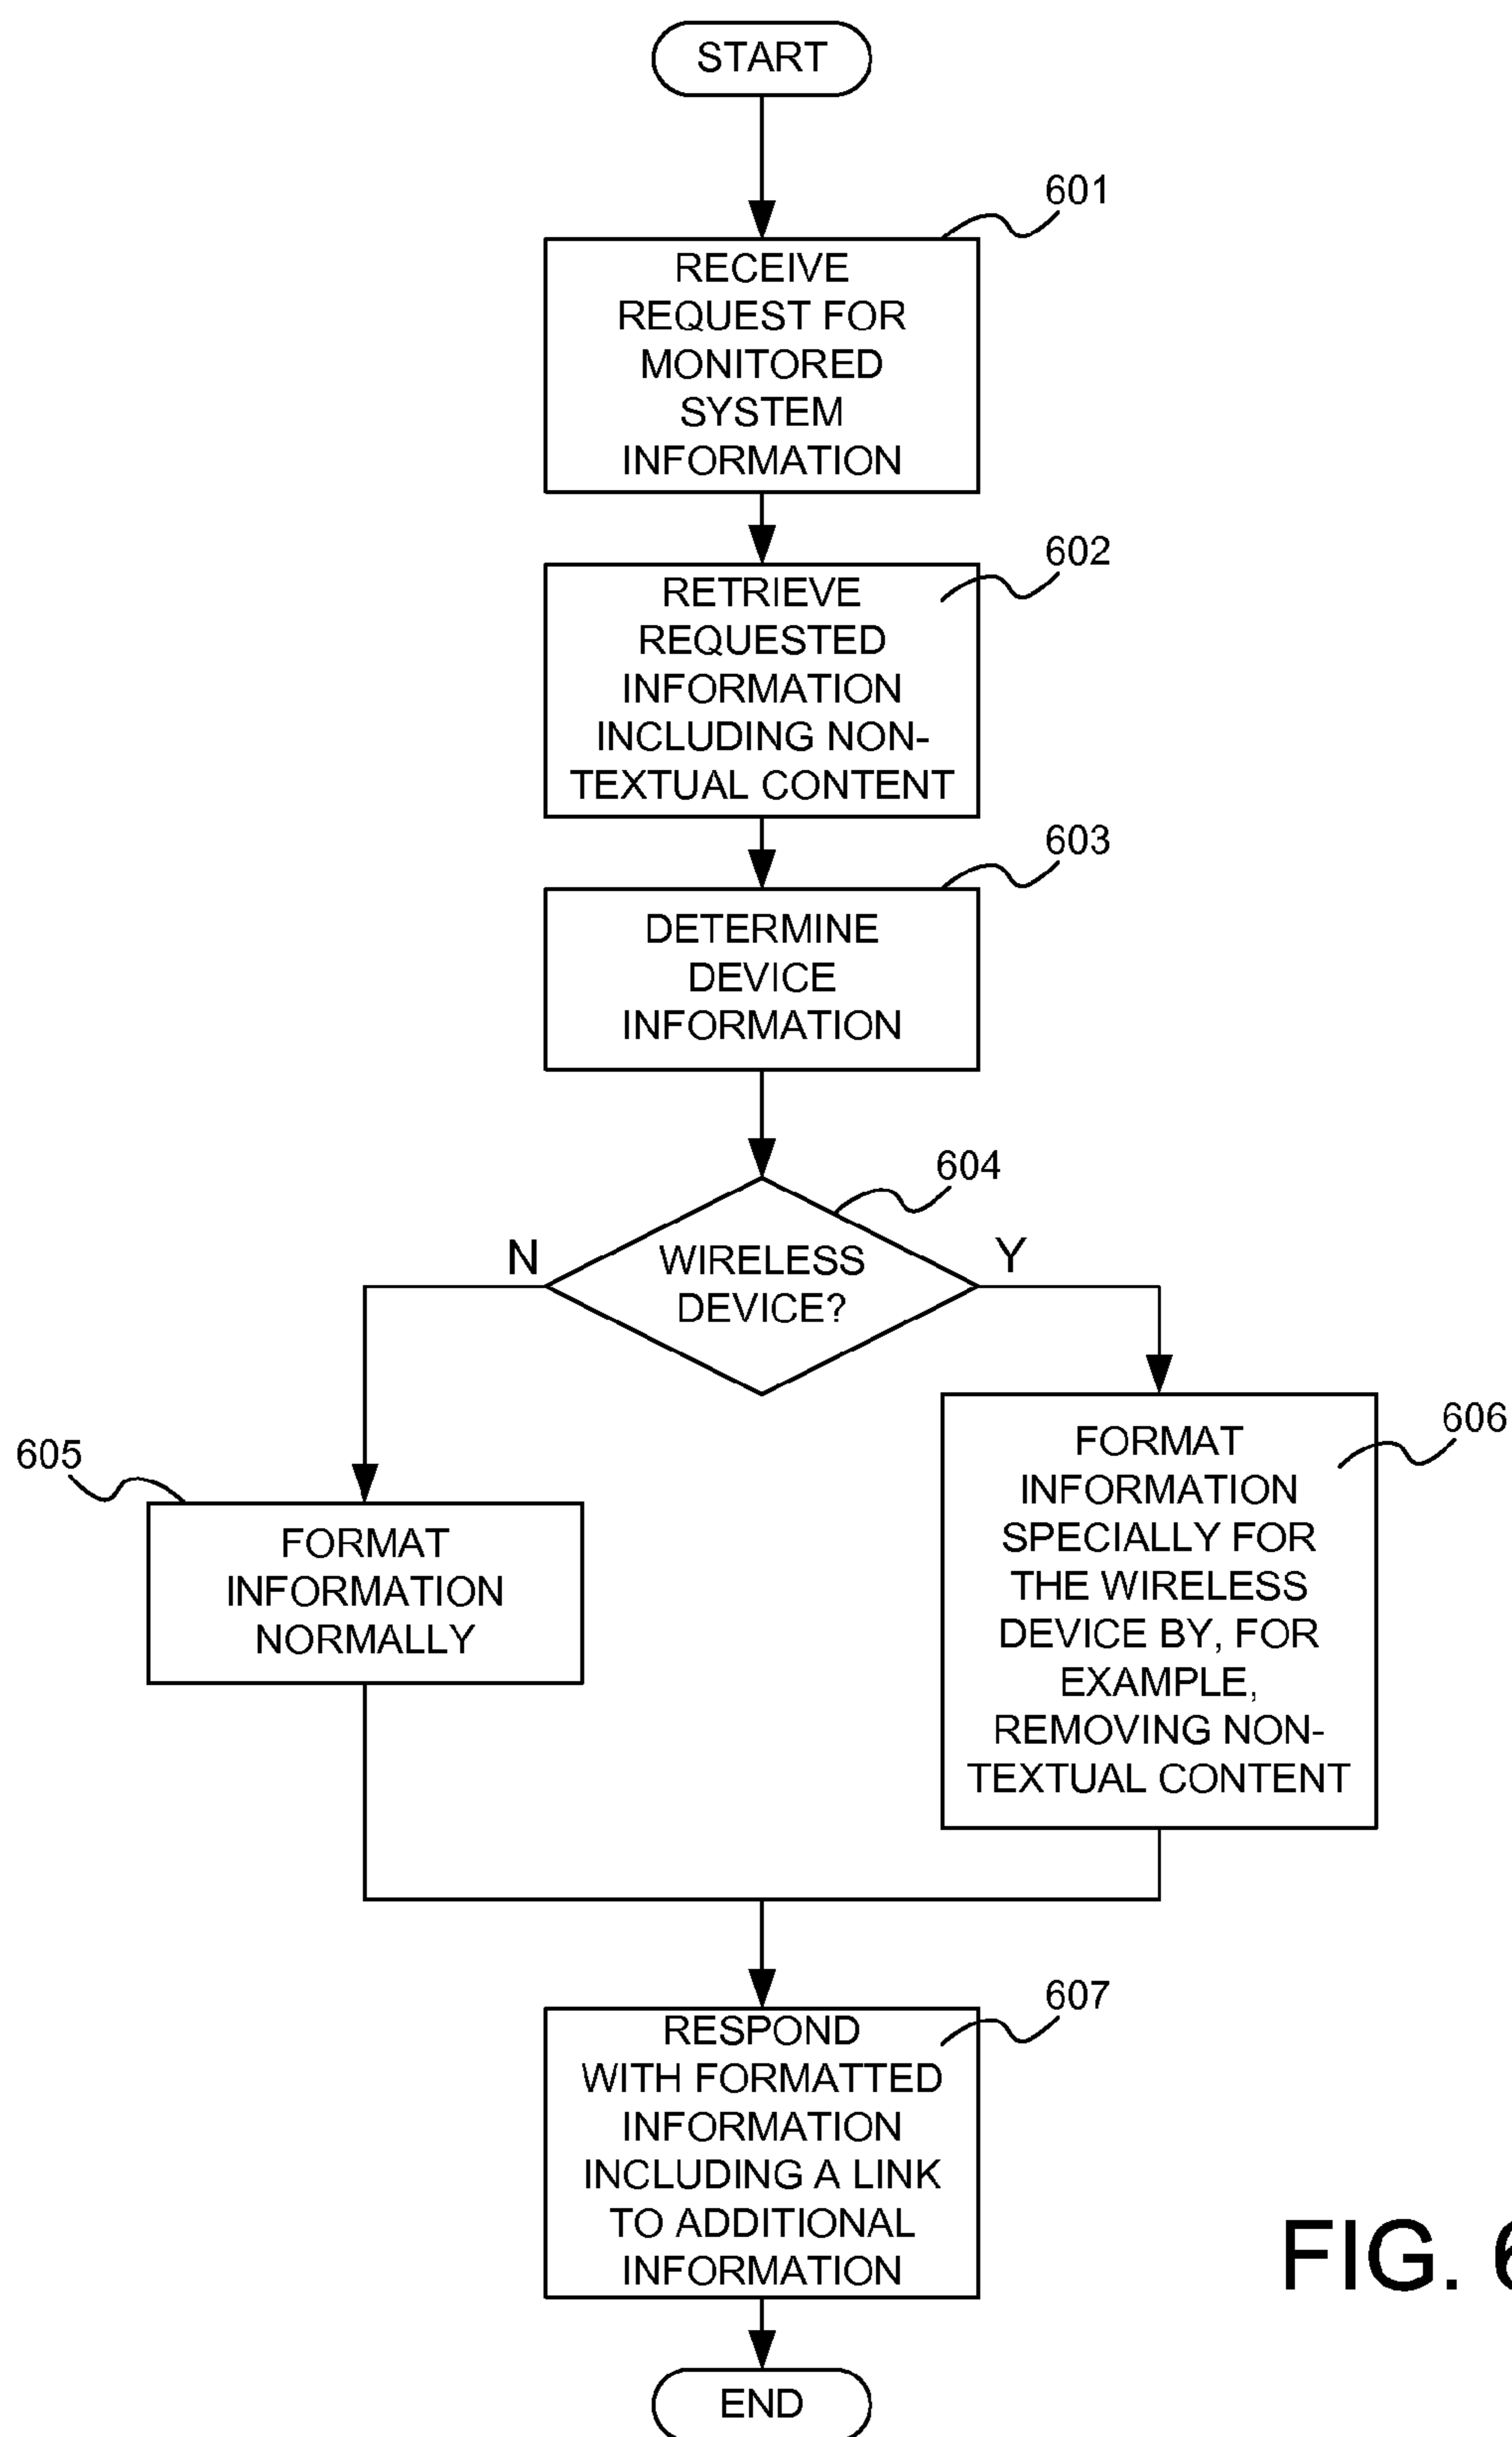 START
601
RECEIVE
REQUEST FOR
MONITORED
SYSTEM
INFORMATION
602
RETRIEVE
REQUESTED
INFORMATION
INCLUDING NON-
TEXTUAL CONTENT
603
DETERMINE
DEVICE
INFORMATION
604
N
WIRELESS
DEVICE?
Y
605
FORMAT
INFORMATION
NORMALLY
606
FORMAT
INFORMATION
SPECIALLY FOR
THE WIRELESS
DEVICE BY, FOR
EXAMPLE,
REMOVING NON-
TEXTUAL CONTENT
607
RESPOND
WITH FORMATTED
INFORMATION
INCLUDING A LINK
TO ADDITIONAL
INFORMATION
FIG. 6
END